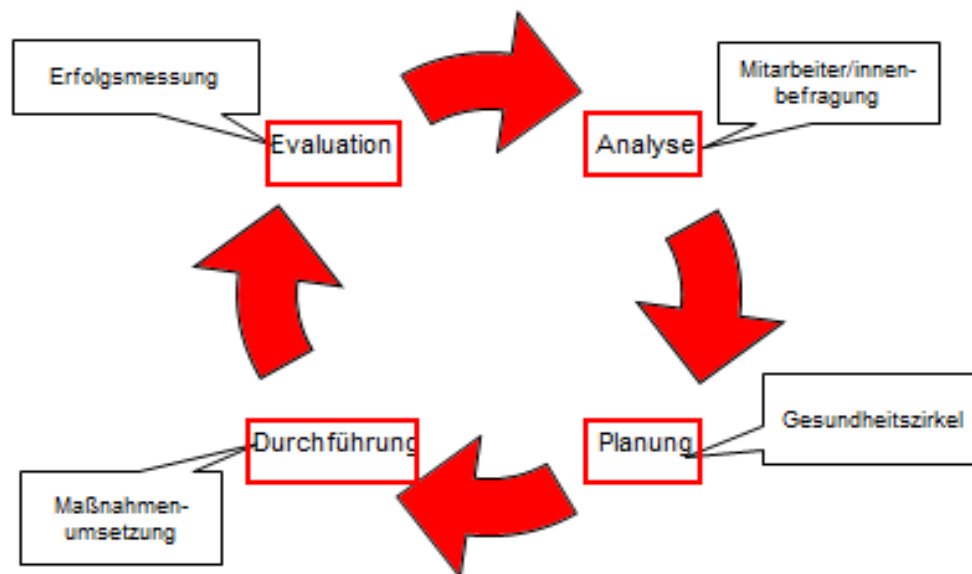 Erfolgsmessung
Mitarbeiter/innen-
befragung
Evaluation
Analyse
Gesundheitszirkel
Durchführung
Planung
Maßnahmen-
umsetzung